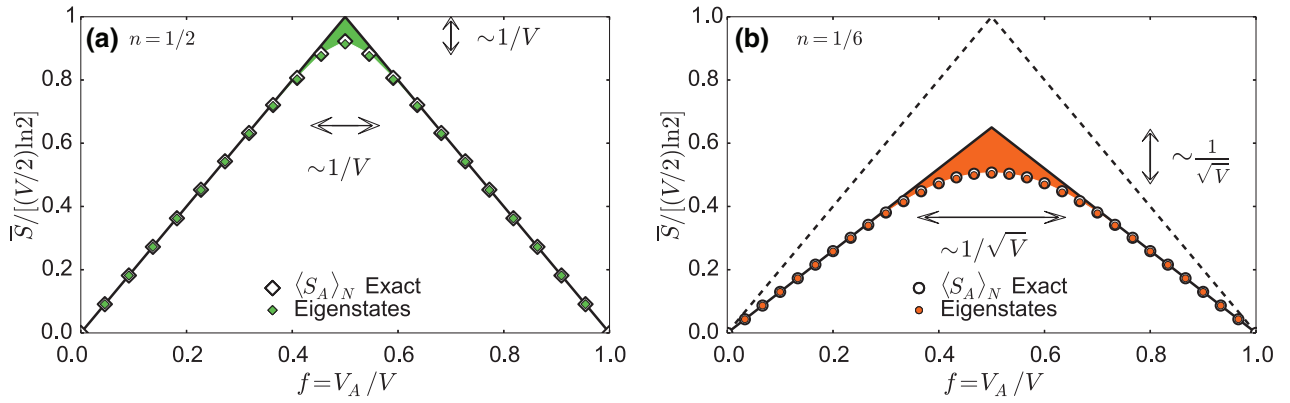 (a) n = 1/2
~1/V
~1/V
S̅/[(V/2)ln2]
1
0.8
0.6
0.4
0.2
0.0
⟨S_A⟩_N Exact
Eigenstates
0.0 0.2 0.4 0.6 0.8 1.0
f=V_A/V
(b) n = 1/6
~1/√V
~1/√V
S̅/[(V/2)ln2]
1
0.8
0.6
0.4
0.2
0.0
⟨S_A⟩_N Exact
Eigenstates
0.0 0.2 0.4 0.6 0.8 1.0
f=V_A/V